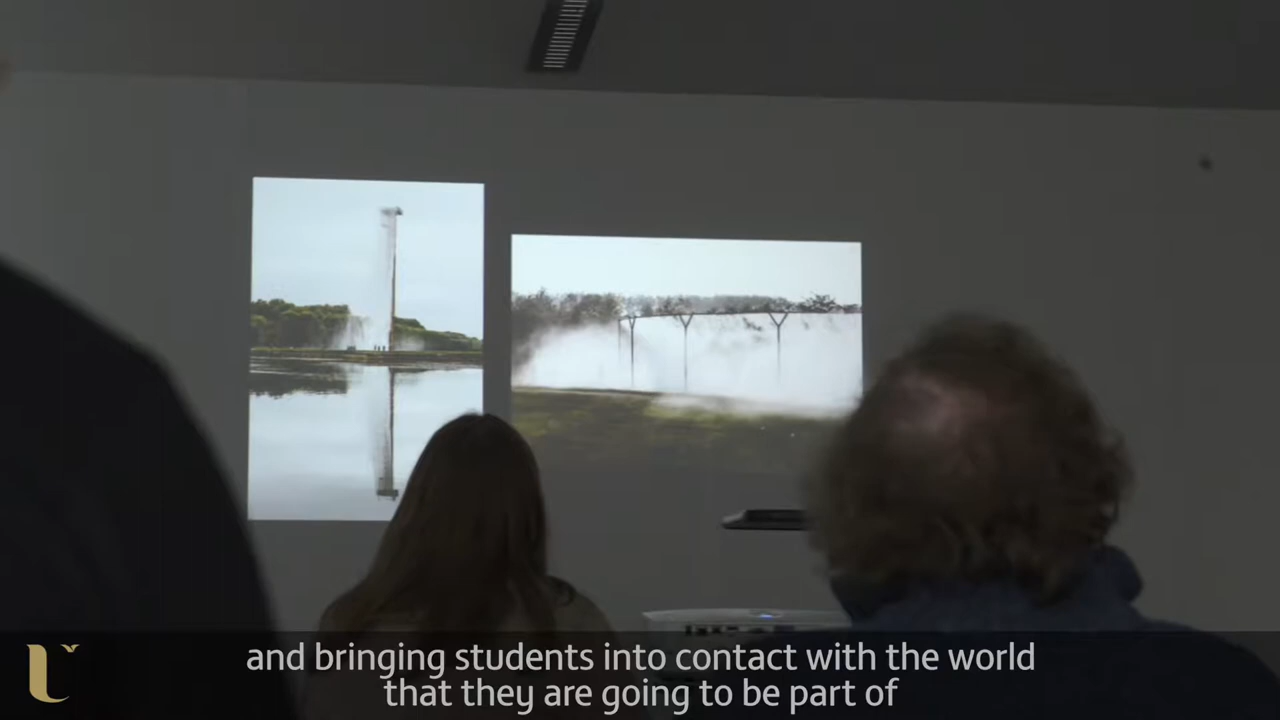 and bringing students into contact with the world
that they are going to be part of